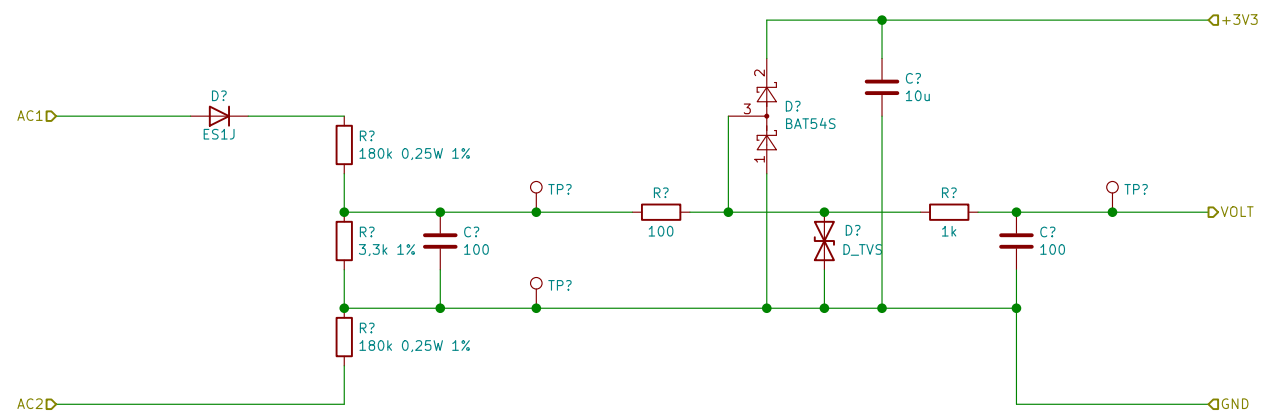 +3V3
2
C?
10u
D?
3
D?
BAT54S
AC1
ES1J
R?
180k 0,25W 1%
1
TP?
R?
R?
TP?
VOLT
R?
3,3k 1%
C?
100
100
D?
D_TVS
1k
C?
100
TP?
R?
180k 0,25W 1%
AC2
GND